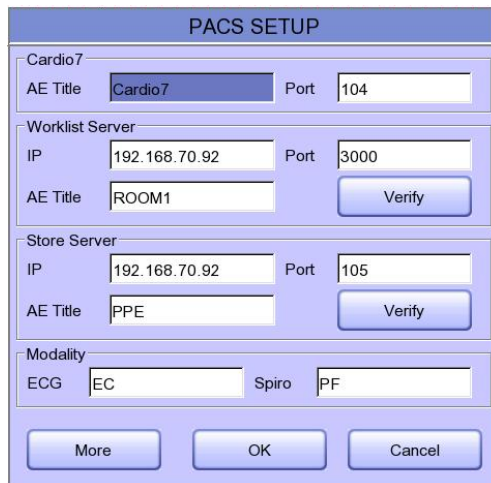 PACS SETUP
Cardio7
AE Title Cardio7 Port 104
Worklist Server
IP 192.168.70.92 Port 3000
AE Title ROOM1 Verify
Store Server
IP 192.168.70.92 Port 105
AE Title PPE Verify
Modality
ECG EC Spiro PF
More OK Cancel